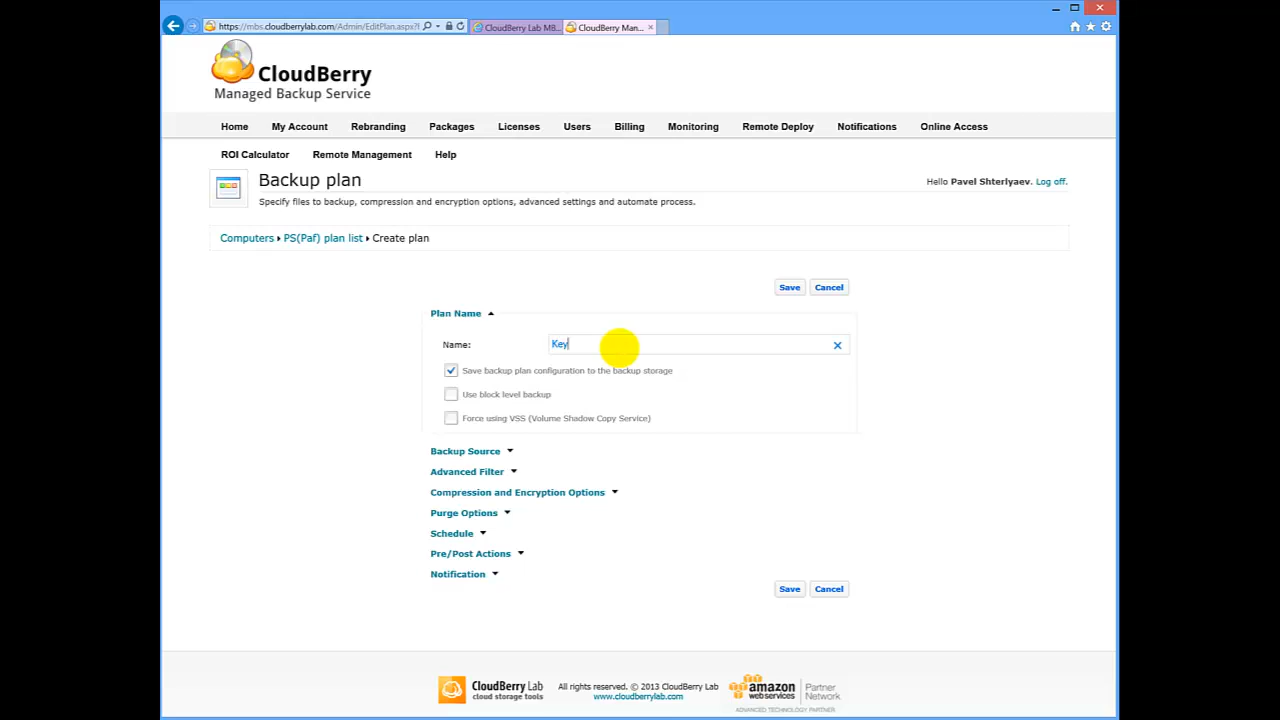 https://mbs.cloudberrylab.com/Admin/EditPlan.aspx?I
CloudBerry Lab MB...
CloudBerry Man...
CloudBerry
Managed Backup Service
Home My Account Rebranding Packages Licenses Users Billing Monitoring Remote Deploy Notifications Online Access
ROI Calculator Remote Management Help
Backup plan
Hello Pavel Shterlyaev. Log off.
Specify files to backup, compression and encryption options, advanced settings and automate process.
Computers PS(Paf) plan list Create plan
Save Cancel
Plan Name
Name: Key
Save backup plan configuration to the backup storage
Use block level backup
Force using VSS (Volume Shadow Copy Service)
Backup Source
Advanced Filter
Compression and Encryption Options
Purge Options
Schedule
Pre/Post Actions
Notification
Save Cancel
CloudBerry Lab
cloud storage tools
All rights reserved. © 2013 CloudBerry Lab
www.cloudberrylab.com
amazon
webservices
Partner
Network
ADVANCED TECHNOLOGY PARTNER